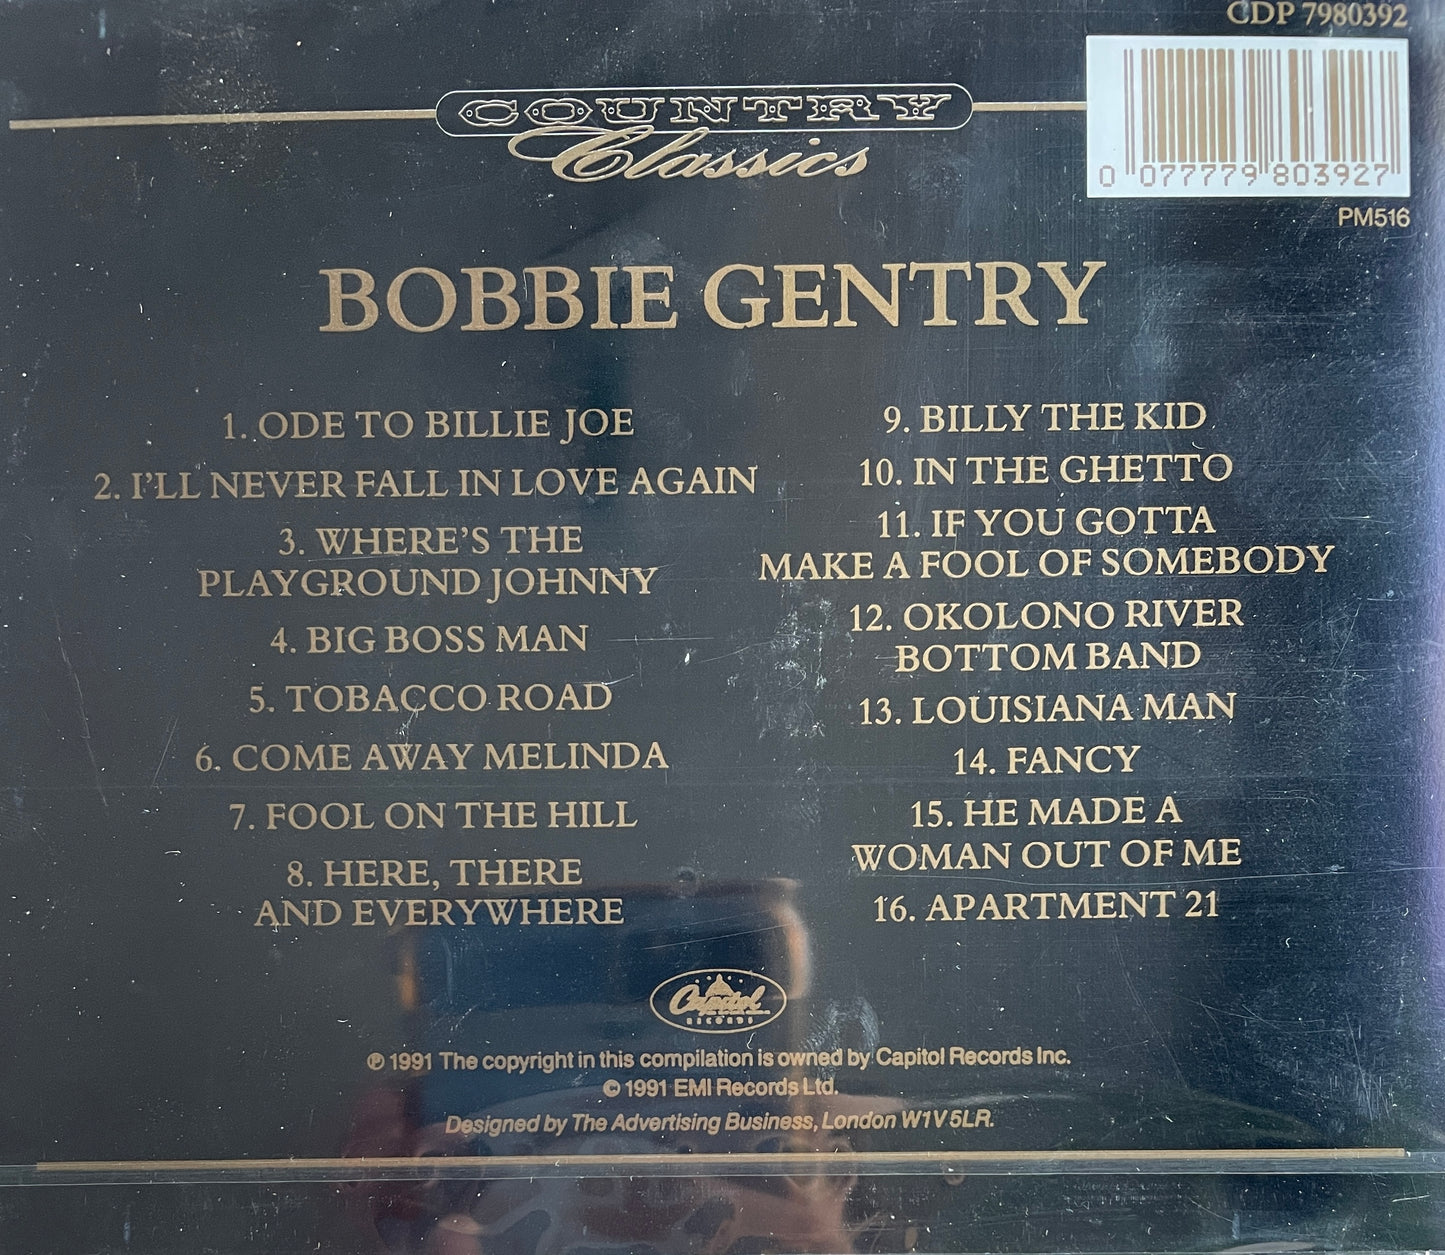 CDP 7980392
0 077779 803927
PM516
COUNTRY
Classics
BOBBIE GENTRY
1. ODE TO BILLIE JOE
2. I'LL NEVER FALL IN LOVE AGAIN
3. WHERE'S THE
PLAYGROUND JOHNNY
4. BIG BOSS MAN
5. TOBACCO ROAD
6. COME AWAY MELINDA
7. FOOL ON THE HILL
8. HERE, THERE
AND EVERYWHERE
9. BILLY THE KID
10. IN THE GHETTO
11. IF YOU GOTTA
MAKE A FOOL OF SOMEBODY
12. OKOLONO RIVER
BOTTOM BAND
13. LOUISIANA MAN
14. FANCY
15. HE MADE A
WOMAN OUT OF ME
16. APARTMENT 21
Capitol
RECORDS
℗ 1991 The copyright in this compilation is owned by Capitol Records Inc.
© 1991 EMI Records Ltd.
Designed by The Advertising Business, London W1V 5LR.